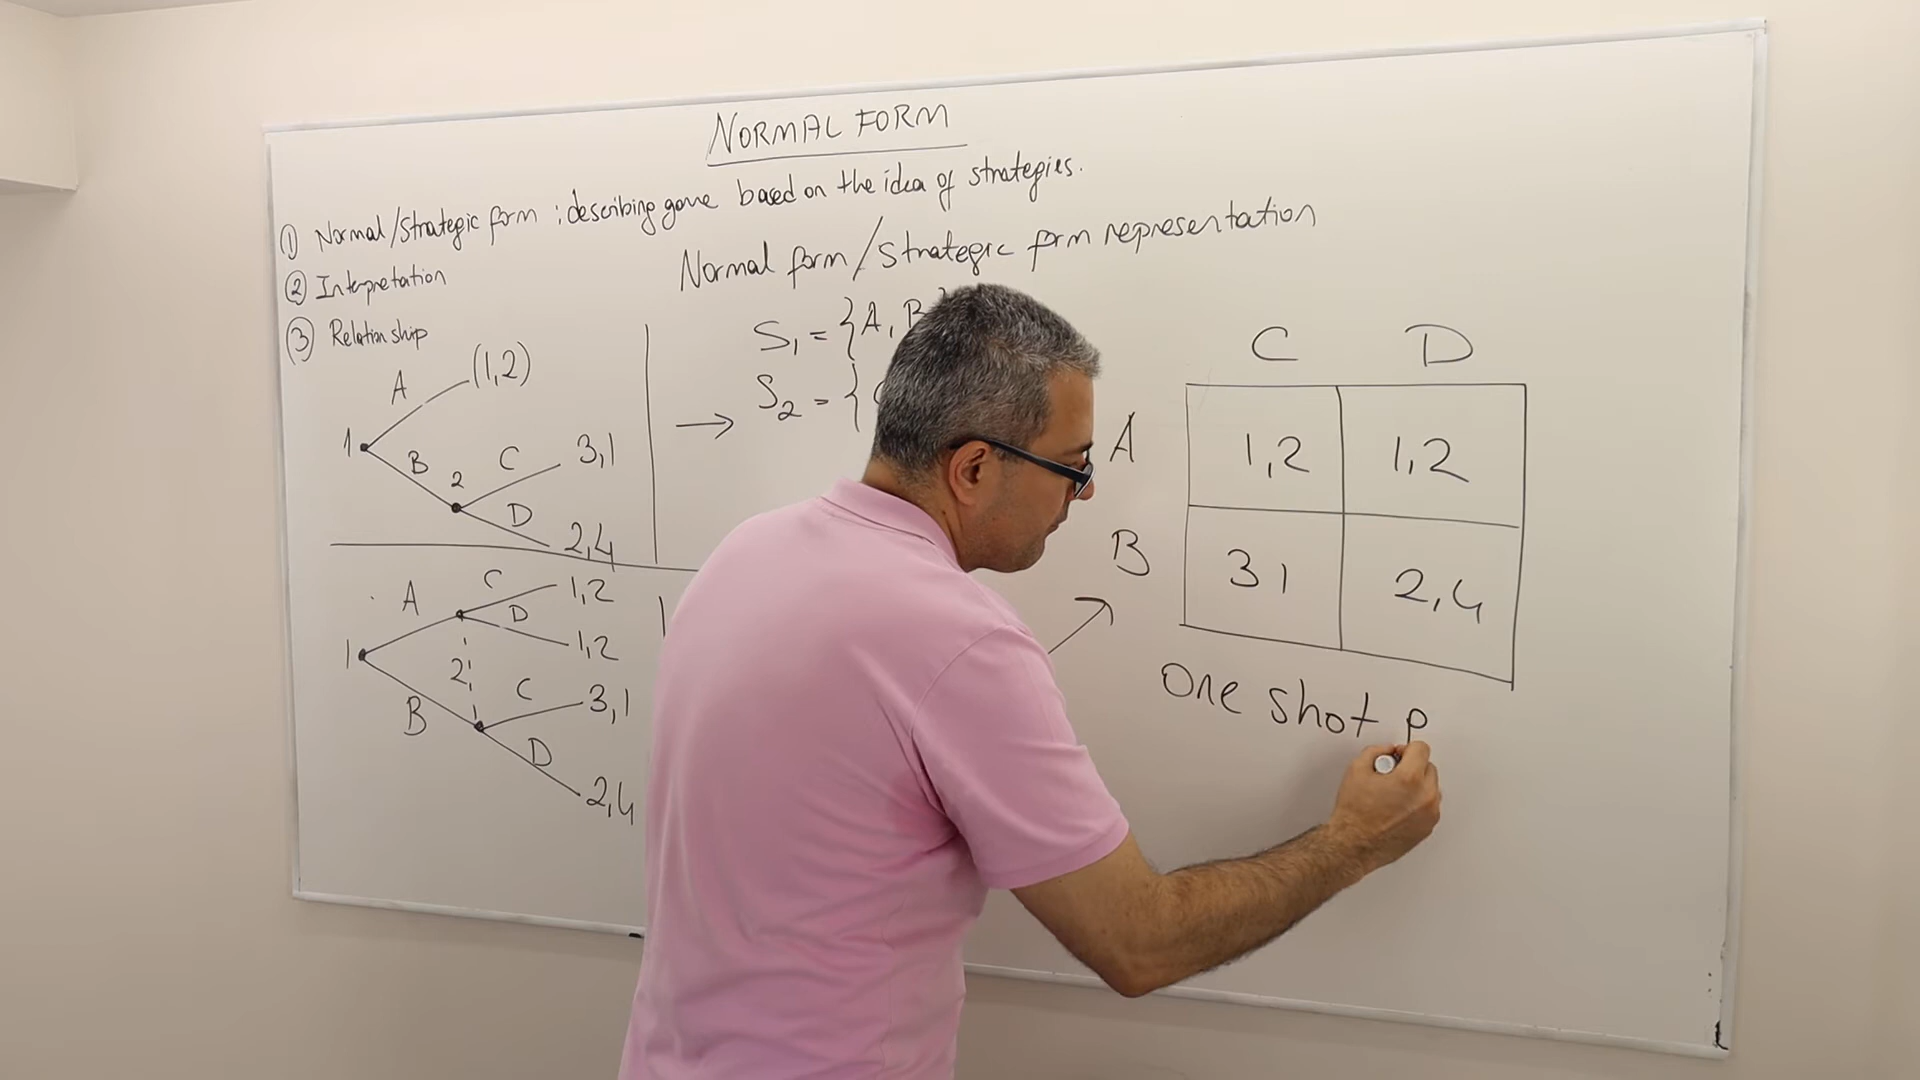 NORMAL FORM
① Normal/Strategic form : describing game based on the idea of strategies.
② Interpretation
③ Relationship
Normal form/Strategic form representation
S₁ = {A, B}
S₂ = {
A (1,2)
1
B 2 C 3,1
D 2,4
A C 1,2
D 1,2
1
2
B C 3,1
D 2,4
C D
A 1,2 1,2
B 3 1 2,4
One shot P